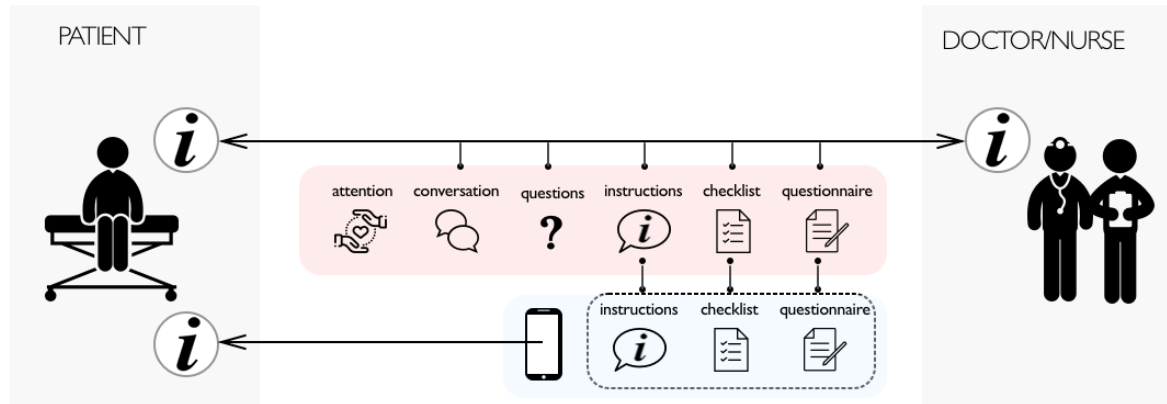 PATIENT
DOCTOR/NURSE
i
i
attention conversation questions instructions checklist questionnaire
? i
instructions checklist questionnaire
i
i